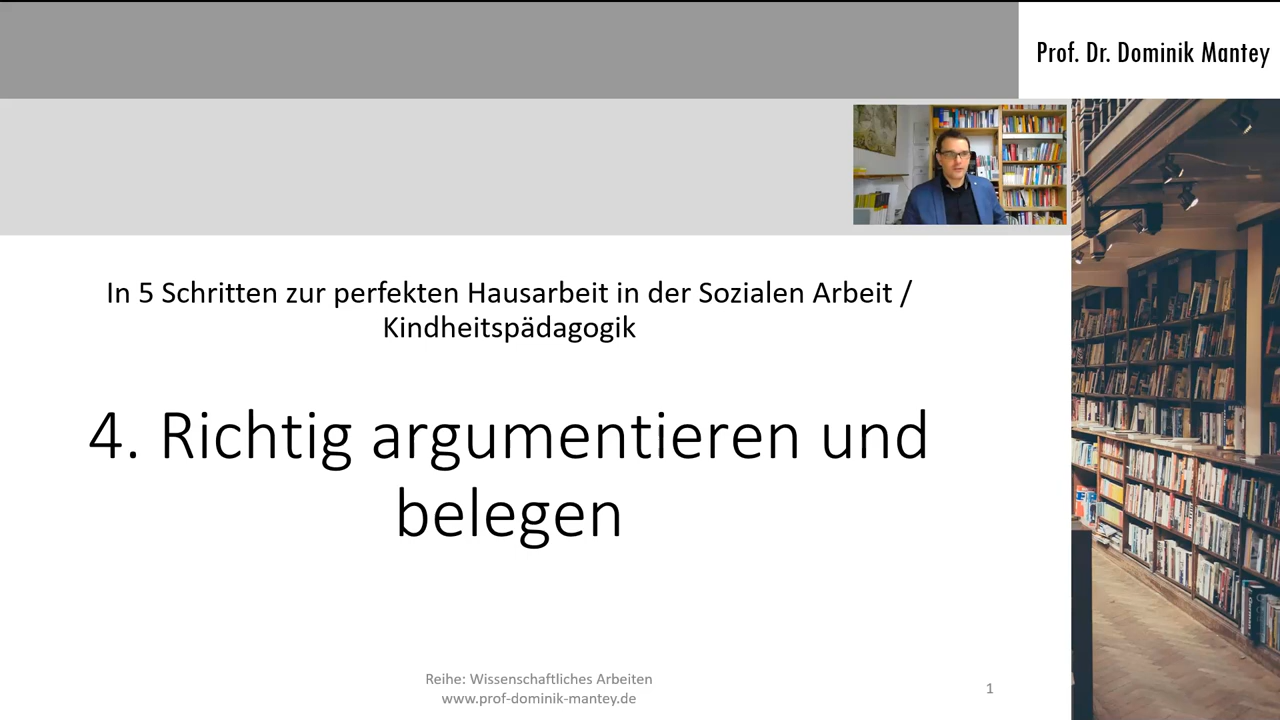 Prof. Dr. Dominik Mantey
In 5 Schritten zur perfekten Hausarbeit in der Sozialen Arbeit /
Kindheitspädagogik
4. Richtig argumentieren und
belegen
Reihe: Wissenschaftliches Arbeiten
www.prof-dominik-mantey.de
1